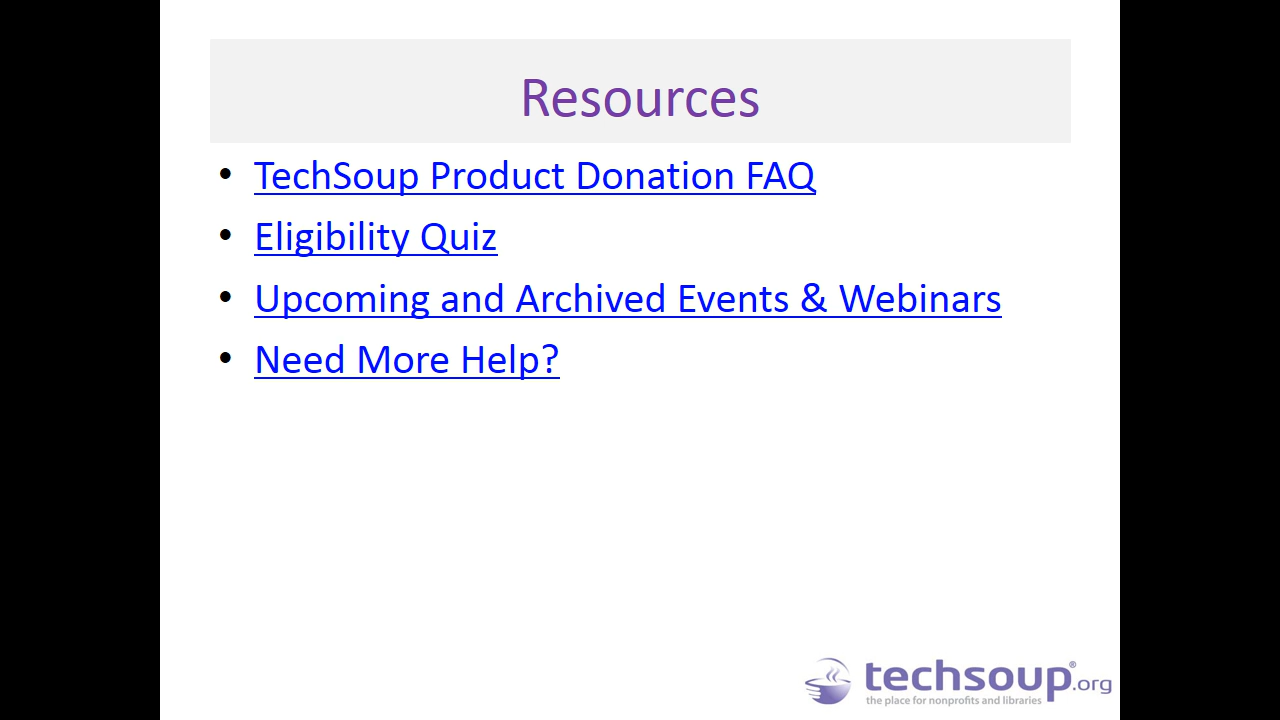 Resources
• TechSoup Product Donation FAQ
• Eligibility Quiz
• Upcoming and Archived Events & Webinars
• Need More Help?
techsoup®.org
the place for nonprofits and libraries